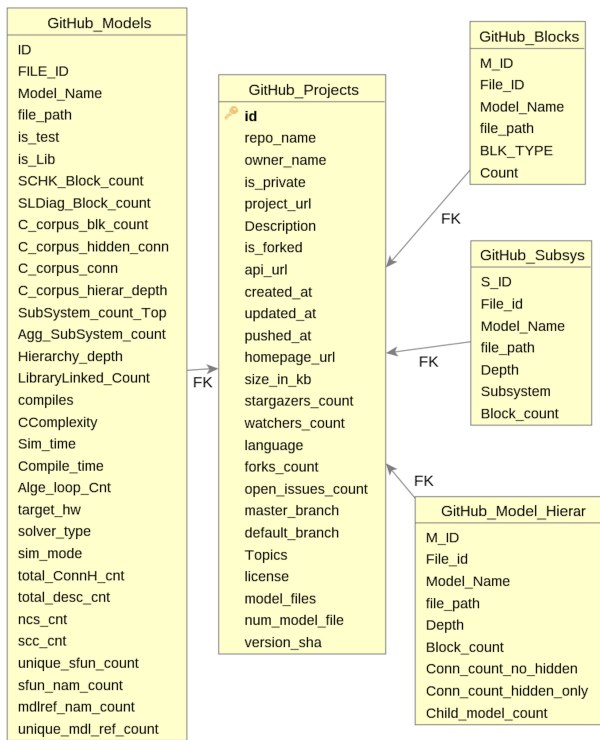 GitHub_Models
ID
FILE_ID
Model_Name
file_path
is_test
is_Lib
SCHK_Block_count
SLDiag_Block_count
C_corpus_blk_count
C_corpus_hidden_conn
C_corpus_conn
C_corpus_hierar_depth
SubSystem_count_Top
Agg_SubSystem_count
Hierarchy_depth
LibraryLinked_Count
compiles
CComplexity
Sim_time
Compile_time
Alge_loop_Cnt
target_hw
solver_type
sim_mode
total_ConnH_cnt
total_desc_cnt
ncs_cnt
scc_cnt
unique_sfun_count
sfun_nam_count
mdlref_nam_count
unique_mdl_ref_count
FK
GitHub_Projects
id
repo_name
owner_name
is_private
project_url
Description
is_forked
api_url
created_at
updated_at
pushed_at
homepage_url
size_in_kb
stargazers_count
watchers_count
language
forks_count
open_issues_count
master_branch
default_branch
Topics
license
model_files
num_model_file
version_sha
GitHub_Blocks
M_ID
File_ID
Model_Name
file_path
BLK_TYPE
Count
FK
GitHub_Subsys
S_ID
File_id
Model_Name
file_path
Depth
Subsystem
Block_count
FK
FK
GitHub_Model_Hierar
M_ID
File_id
Model_Name
file_path
Depth
Block_count
Conn_count_no_hidden
Conn_count_hidden_only
Child_model_count